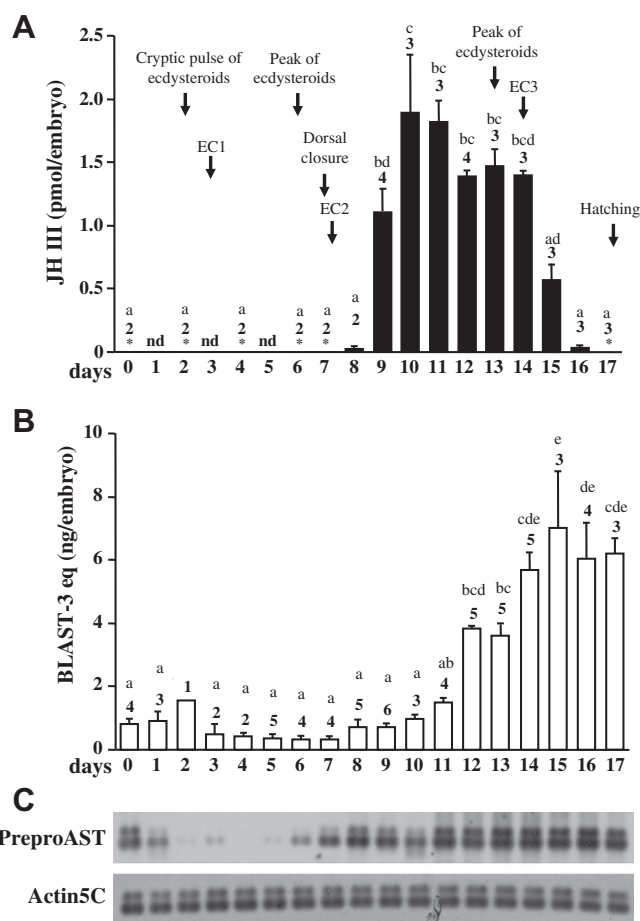 A
JH III (pmol/embryo)
2.5
2.0
1.5
1.0
0.5
0
Cryptic pulse of
ecdysteroids
EC1
Peak of
ecdysteroids
Dorsal
closure
EC2
Peak of
ecdysteroids
EC3
Hatching
a a a a a a bd c bc bc bc bcd ad a a
2 nd 2 nd 2 nd 2 2 2 4 3 3 4 3 3 3 3 3
* * * * * *
days 0 1 2 3 4 5 6 7 8 9 10 11 12 13 14 15 16 17
B
BLAST-3 eq (ng/embryo)
10
8
6
4
2
0
a a a a a a a a a a ab bcd bc cde e de cde
4 3 1 2 2 5 4 4 5 6 3 4 5 5 5 3 4 3
days 0 1 2 3 4 5 6 7 8 9 10 11 12 13 14 15 16 17
C
PreproAST
Actin5C